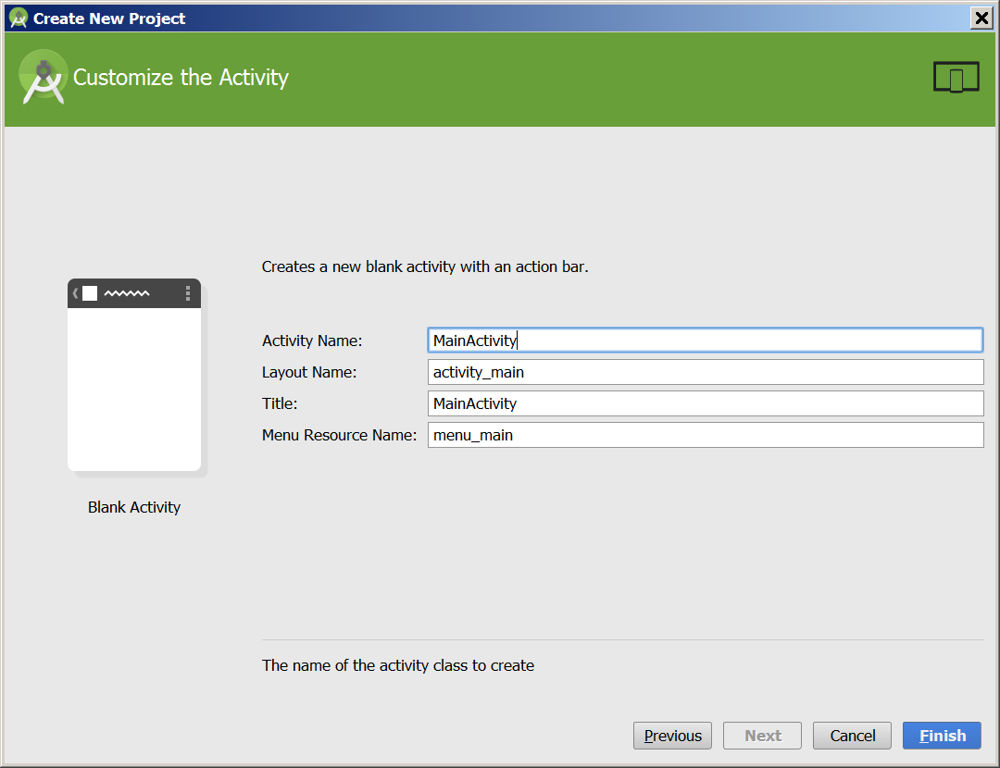 Create New Project
Customize the Activity
Creates a new blank activity with an action bar.
Activity Name: MainActivity
Layout Name: activity_main
Title: MainActivity
Menu Resource Name: menu_main
Blank Activity
The name of the activity class to create
Previous Next Cancel Finish